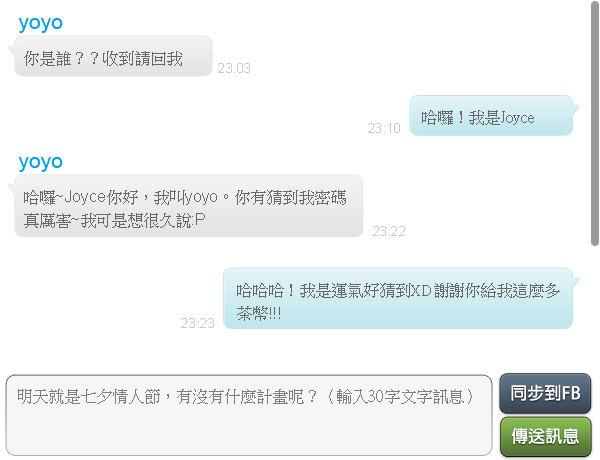 yoyo
你是誰？？收到請回我
23:03
哈囉！我是Joyce
23:10
yoyo
哈囉~Joyce你好，我叫yoyo。你有猜到我密碼
真厲害~我可是想很久說:P
23:22
哈哈哈！我是運氣好猜到XD謝謝你給我這麼多
茶幣!!!
23:23
明天就是七夕情人節，有沒有什麼計畫呢？（輸入30字文字訊息）
同步到FB
傳送訊息